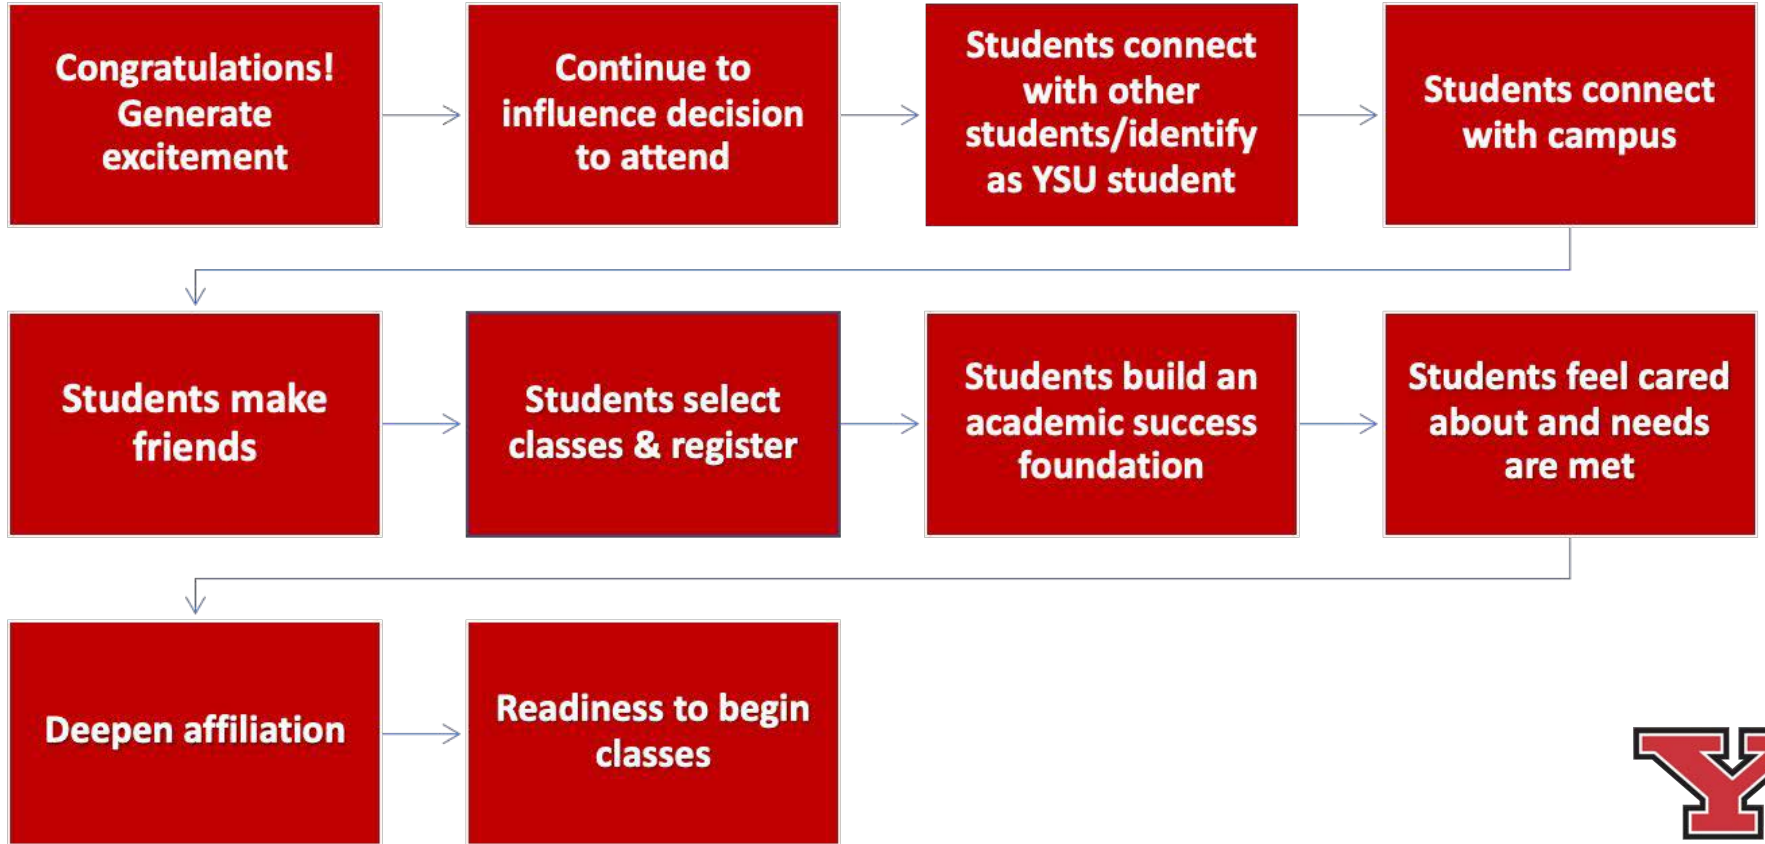 Congratulations!
Generate
excitement
Continue to
influence decision
to attend
Students connect
with other
students/identify
as YSU student
Students connect
with campus
Students make
friends
Students select
classes & register
Students build an
academic success
foundation
Students feel cared
about and needs
are met
Deepen affiliation
Readiness to begin
classes
Y